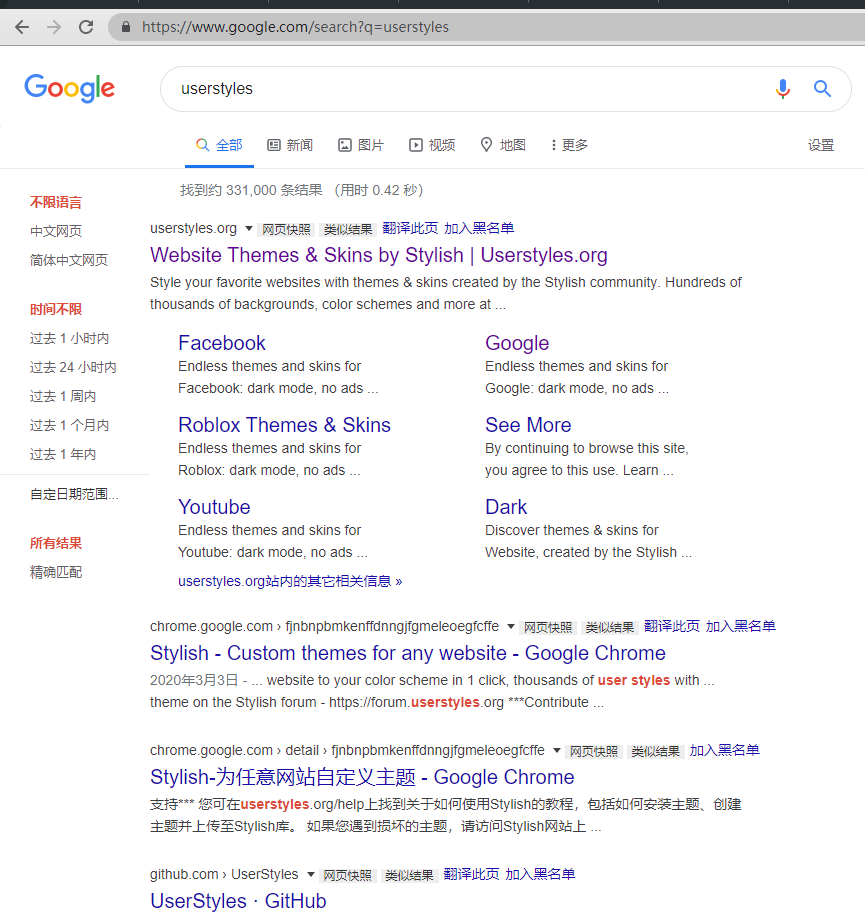 https://www.google.com/search?q=userstyles
Google
userstyles
全部 新闻 图片 视频 地图 更多 设置
找到约 331,000 条结果 （用时 0.42 秒）
不限语言
中文网页
简体中文网页
时间不限
过去 1 小时内
过去 24 小时内
过去 1 周内
过去 1 个月内
过去 1 年内
自定日期范围...
所有结果
精确匹配
userstyles.org 网页快照 类似结果 翻译此页 加入黑名单
Website Themes & Skins by Stylish | Userstyles.org
Style your favorite websites with themes & skins created by the Stylish community. Hundreds of
thousands of backgrounds, color schemes and more at ...
Facebook
Endless themes and skins for
Facebook: dark mode, no ads ...
Google
Endless themes and skins for
Google: dark mode, no ads ...
Roblox Themes & Skins
Endless themes and skins for
Roblox: dark mode, no ads ...
See More
By continuing to browse this site,
you agree to this use. Learn ...
Youtube
Endless themes and skins for
Youtube: dark mode, no ads ...
Dark
Discover themes & skins for
Website, created by the Stylish ...
userstyles.org站内的其它相关信息 »
chrome.google.com › fjnbnpbmkenffdnngjfgmeleoegfcffe 网页快照 类似结果 翻译此页 加入黑名单
Stylish - Custom themes for any website - Google Chrome
2020年3月3日 - ... website to your color scheme in 1 click, thousands of user styles with ...
theme on the Stylish forum - https://forum.userstyles.org ***Contribute ...
chrome.google.com › detail › fjnbnpbmkenffdnngjfgmeleoegfcffe 网页快照 类似结果 加入黑名单
Stylish-为任意网站自定义主题 - Google Chrome
支持*** 您可在userstyles.org/help上找到关于如何使用Stylish的教程，包括如何安装主题、创建
主题并上传至Stylish库。 如果您遇到损坏的主题，请访问Stylish网站上 ...
github.com › UserStyles 网页快照 类似结果 翻译此页 加入黑名单
UserStyles · GitHub